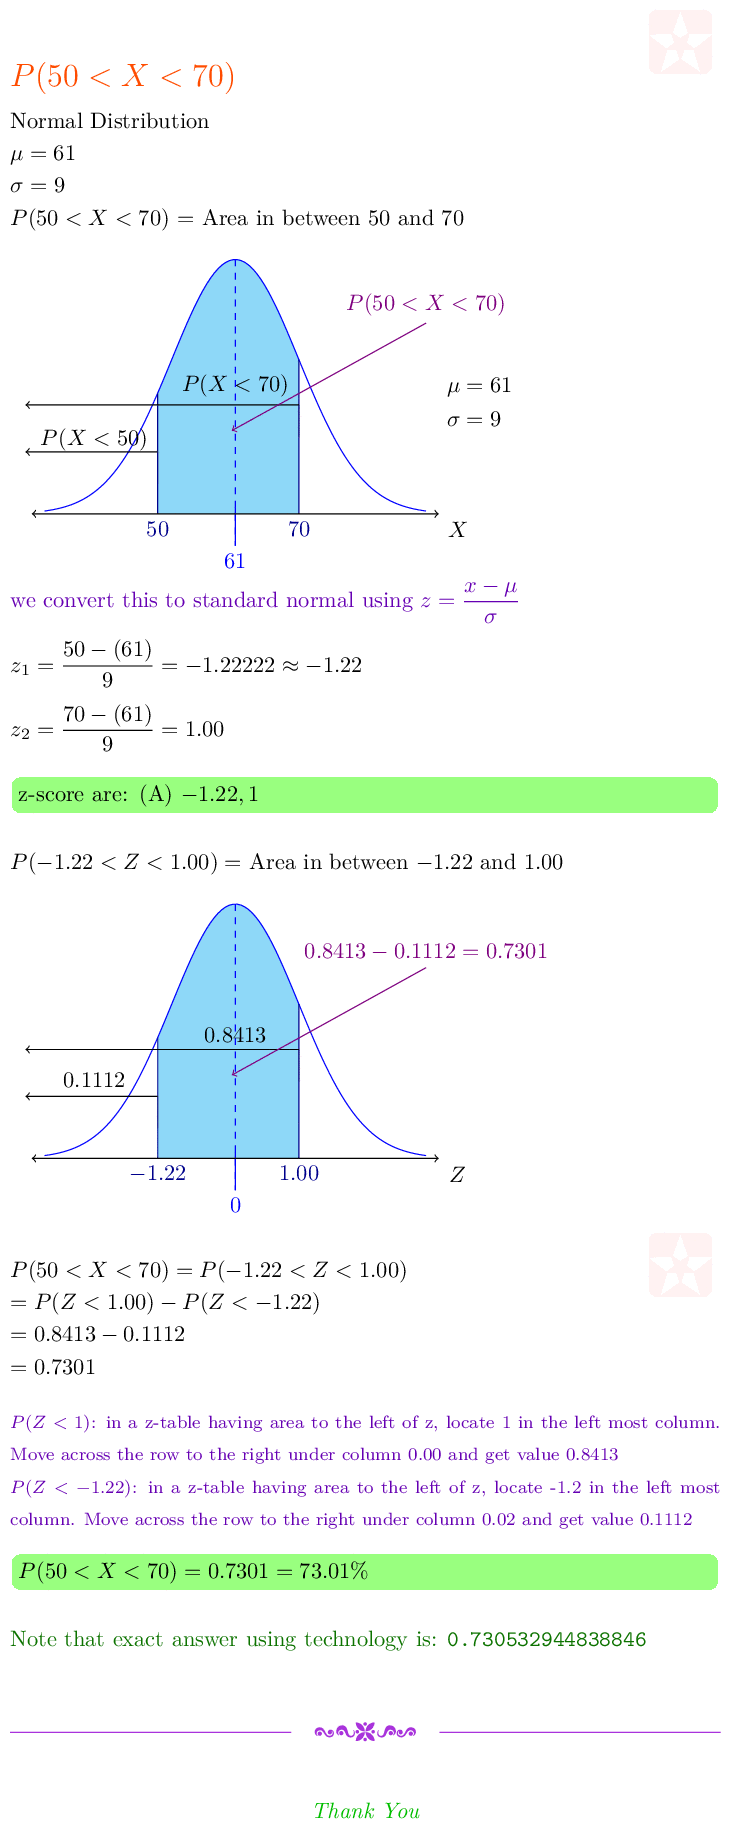 P(50 < X < 70)
Normal Distribution
μ = 61
σ = 9
P(50 < X < 70) = Area in between 50 and 70
P(50 < X < 70)
P(X < 70)
μ = 61
σ = 9
P(X < 50)
50
70
X
61
we convert this to standard normal using z = \frac{x − μ}{σ}
z₁ = \frac{50 − (61)}{9} = −1.22222 ≈ −1.22
z₂ = \frac{70 − (61)}{9} = 1.00
z-score are: (A) −1.22, 1
P(−1.22 < Z < 1.00) = Area in between −1.22 and 1.00
0.8413 − 0.1112 = 0.7301
0.8413
0.1112
−1.22
1.00
Z
0
P(50 < X < 70) = P(−1.22 < Z < 1.00)
= P(Z < 1.00) − P(Z < −1.22)
= 0.8413 − 0.1112
= 0.7301
P(Z < 1): in a z-table having area to the left of z, locate 1 in the left most column.
Move across the row to the right under column 0.00 and get value 0.8413
P(Z < −1.22): in a z-table having area to the left of z, locate -1.2 in the left most
column. Move across the row to the right under column 0.02 and get value 0.1112
P(50 < X < 70) = 0.7301 = 73.01%
Note that exact answer using technology is: 0.730532944838846
Thank You